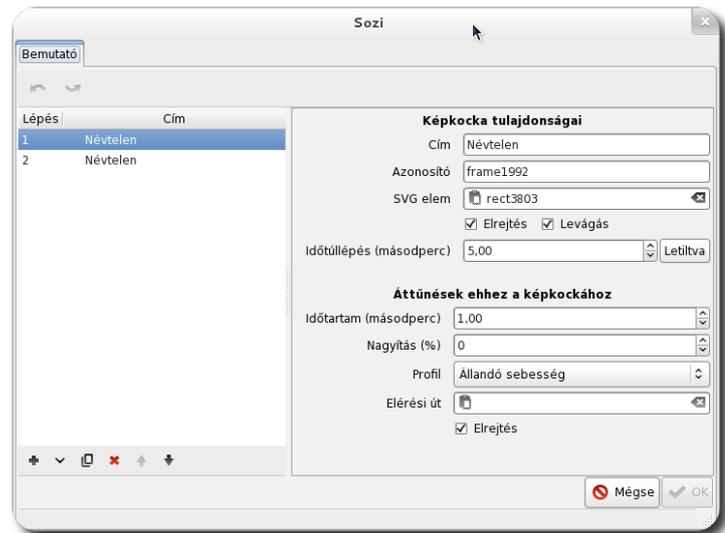 Sozi
Bemutató
Lépés Cím
1 Névtelen
2 Névtelen
Képkocka tulajdonságai
Cím Névtelen
Azonosító frame1992
SVG elem rect3803
Elrejtés Levágás
Időtúllépés (másodperc) 5,00 Letiltva
Áttűnések ehhez a képkockához
Időtartam (másodperc) 1,00
Nagyítás (%) 0
Profil Állandó sebesség
Elérési út
Elrejtés
Mégse OK